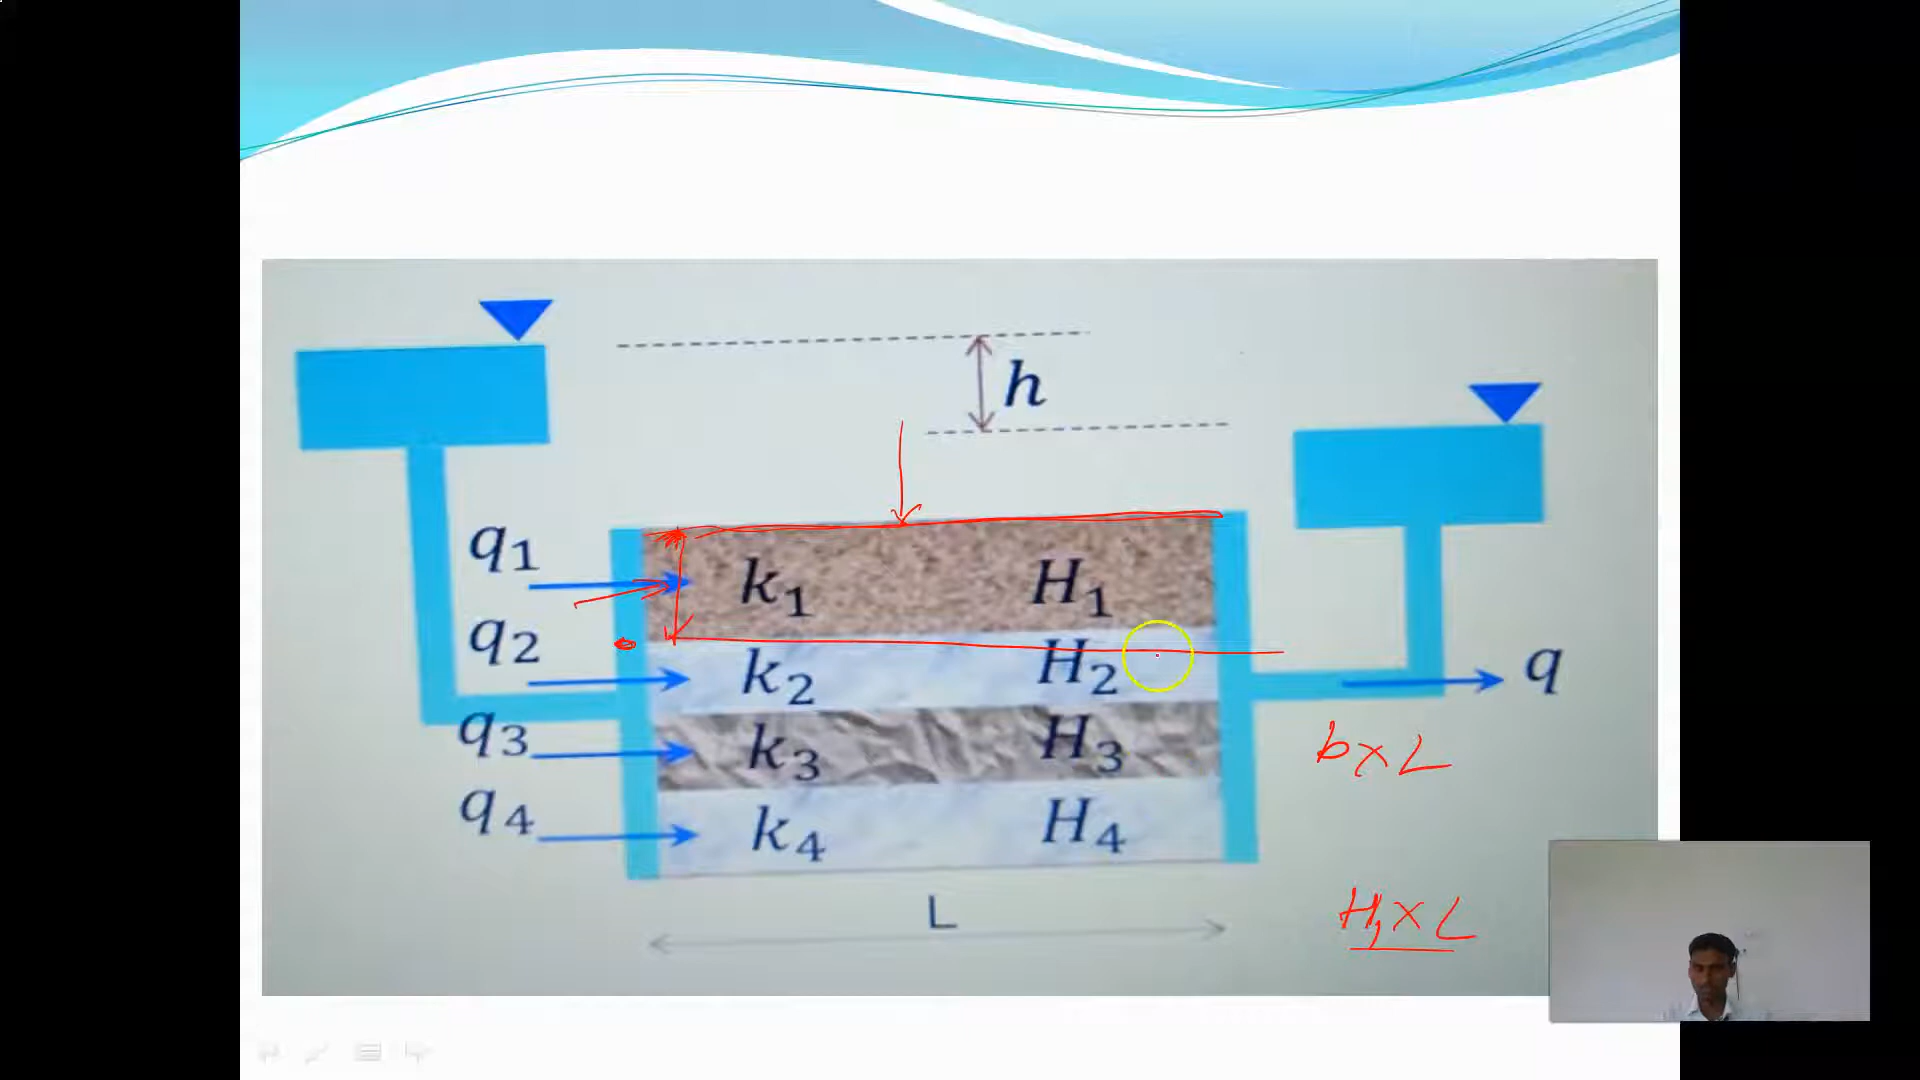 h
q₁
k₁ H₁
q₂
k₂ H₂
q
q₃
k₃ H₃
b×L
q₄
k₄ H₄
L
H₁×L